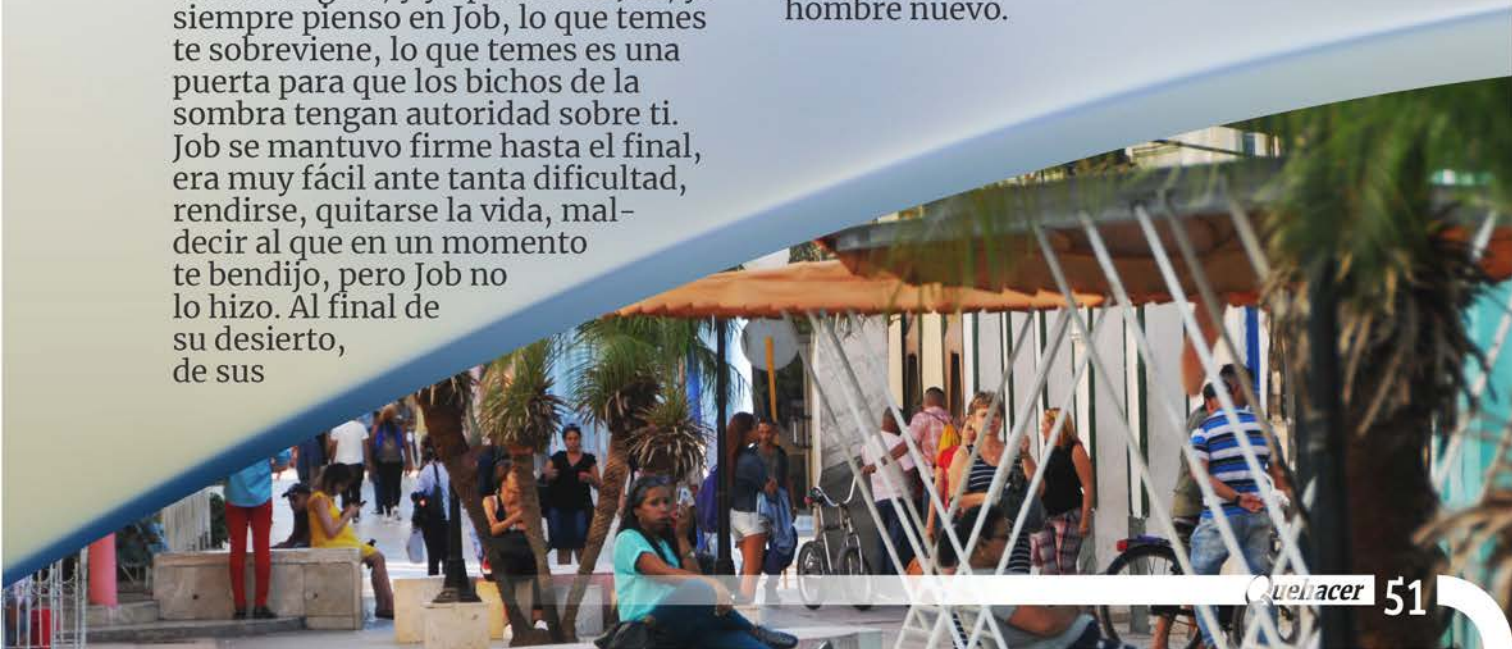 siempre pienso en Job, lo que temes
te sobreviene, lo que temes es una
puerta para que los bichos de la
sombra tengan autoridad sobre ti.
Job se mantuvo firme hasta el final,
era muy fácil ante tanta dificultad,
rendirse, quitarse la vida, mal-
decir al que en un momento
te bendijo, pero Job no
lo hizo. Al final de
su desierto,
de sus
hombre nuevo.
Quehacer 51